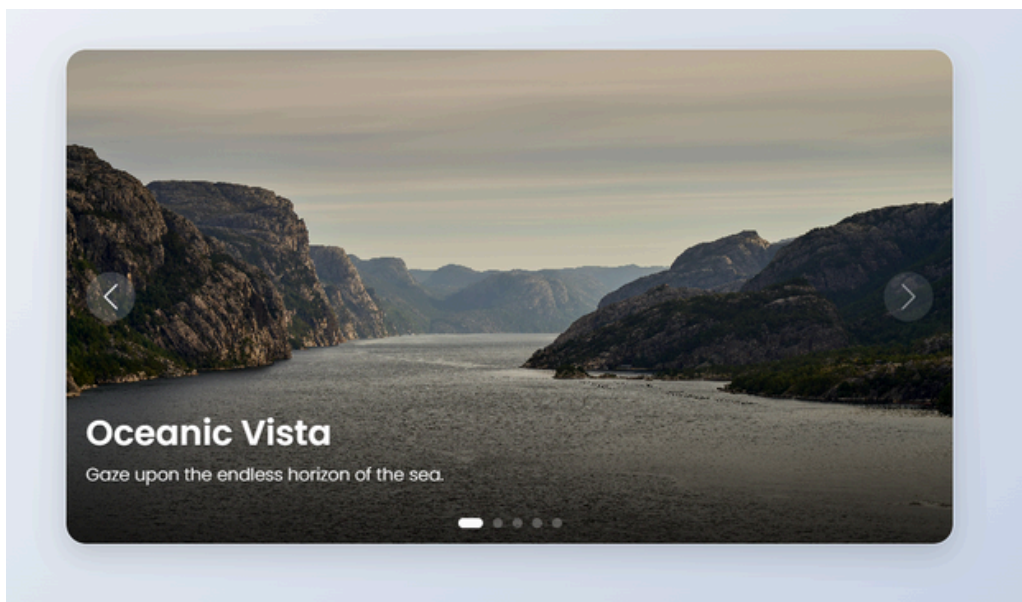 Oceanic Vista
Gaze upon the endless horizon of the sea.